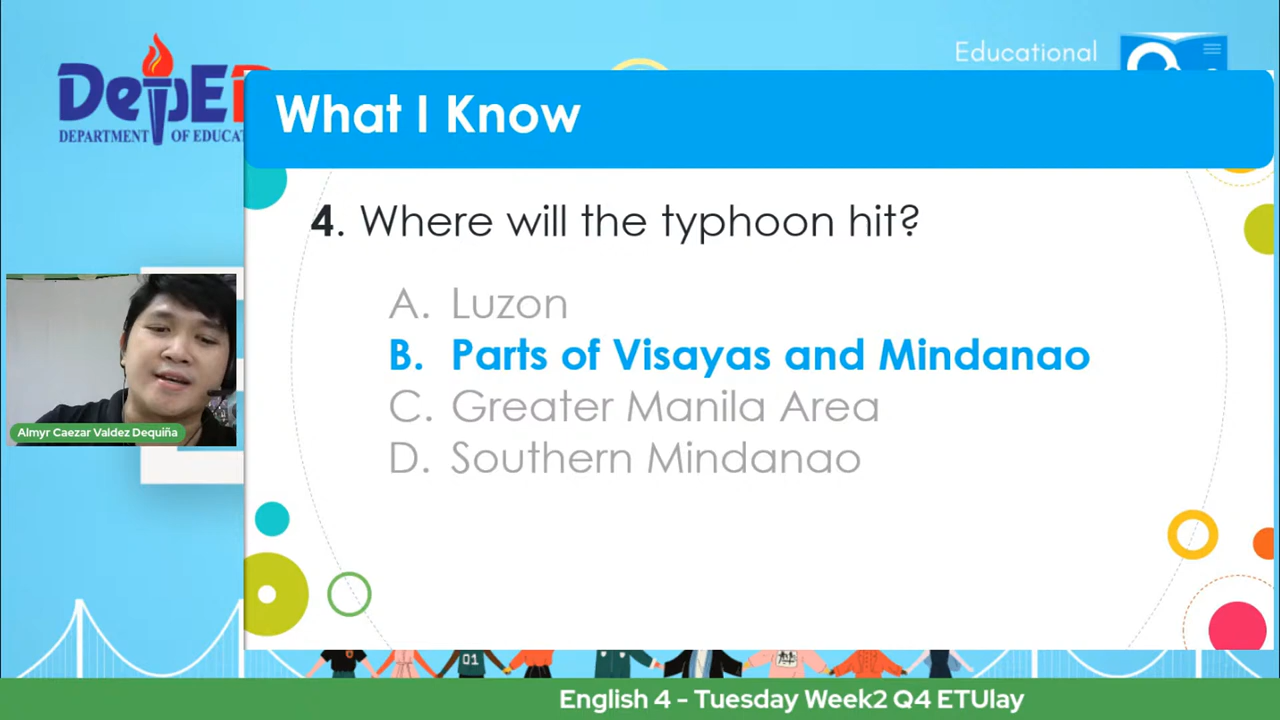 Educational
DepED
DEPARTMENT OF EDUCAT
What I Know
4. Where will the typhoon hit?
A. Luzon
B. Parts of Visayas and Mindanao
C. Greater Manila Area
D. Southern Mindanao
Almyr Caezar Valdez Dequiña
01
English 4 - Tuesday Week2 Q4 ETUlay